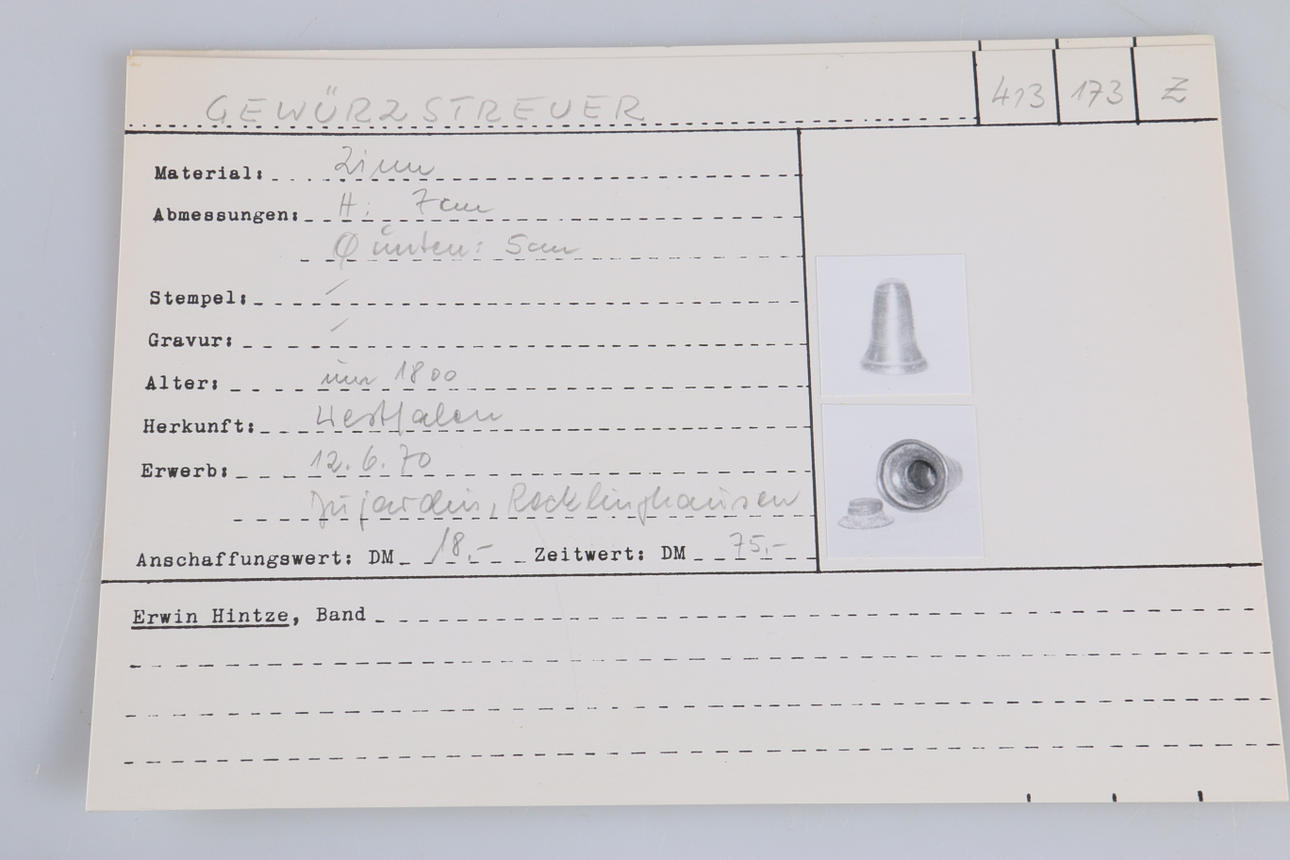 GEWÜRZSTREUER 413 173 Z
Material: Zinn
Abmessungen: H: 7cm
Ø unten: 5cm
Stempel: /
Gravur: /
Alter: um 1800
Herkunft: Westfalen
Erwerb: 12.6.70
Dujardin, Recklinghausen
Anschaffungswert: DM 18,- Zeitwert: DM 75,-
Erwin Hintze, Band